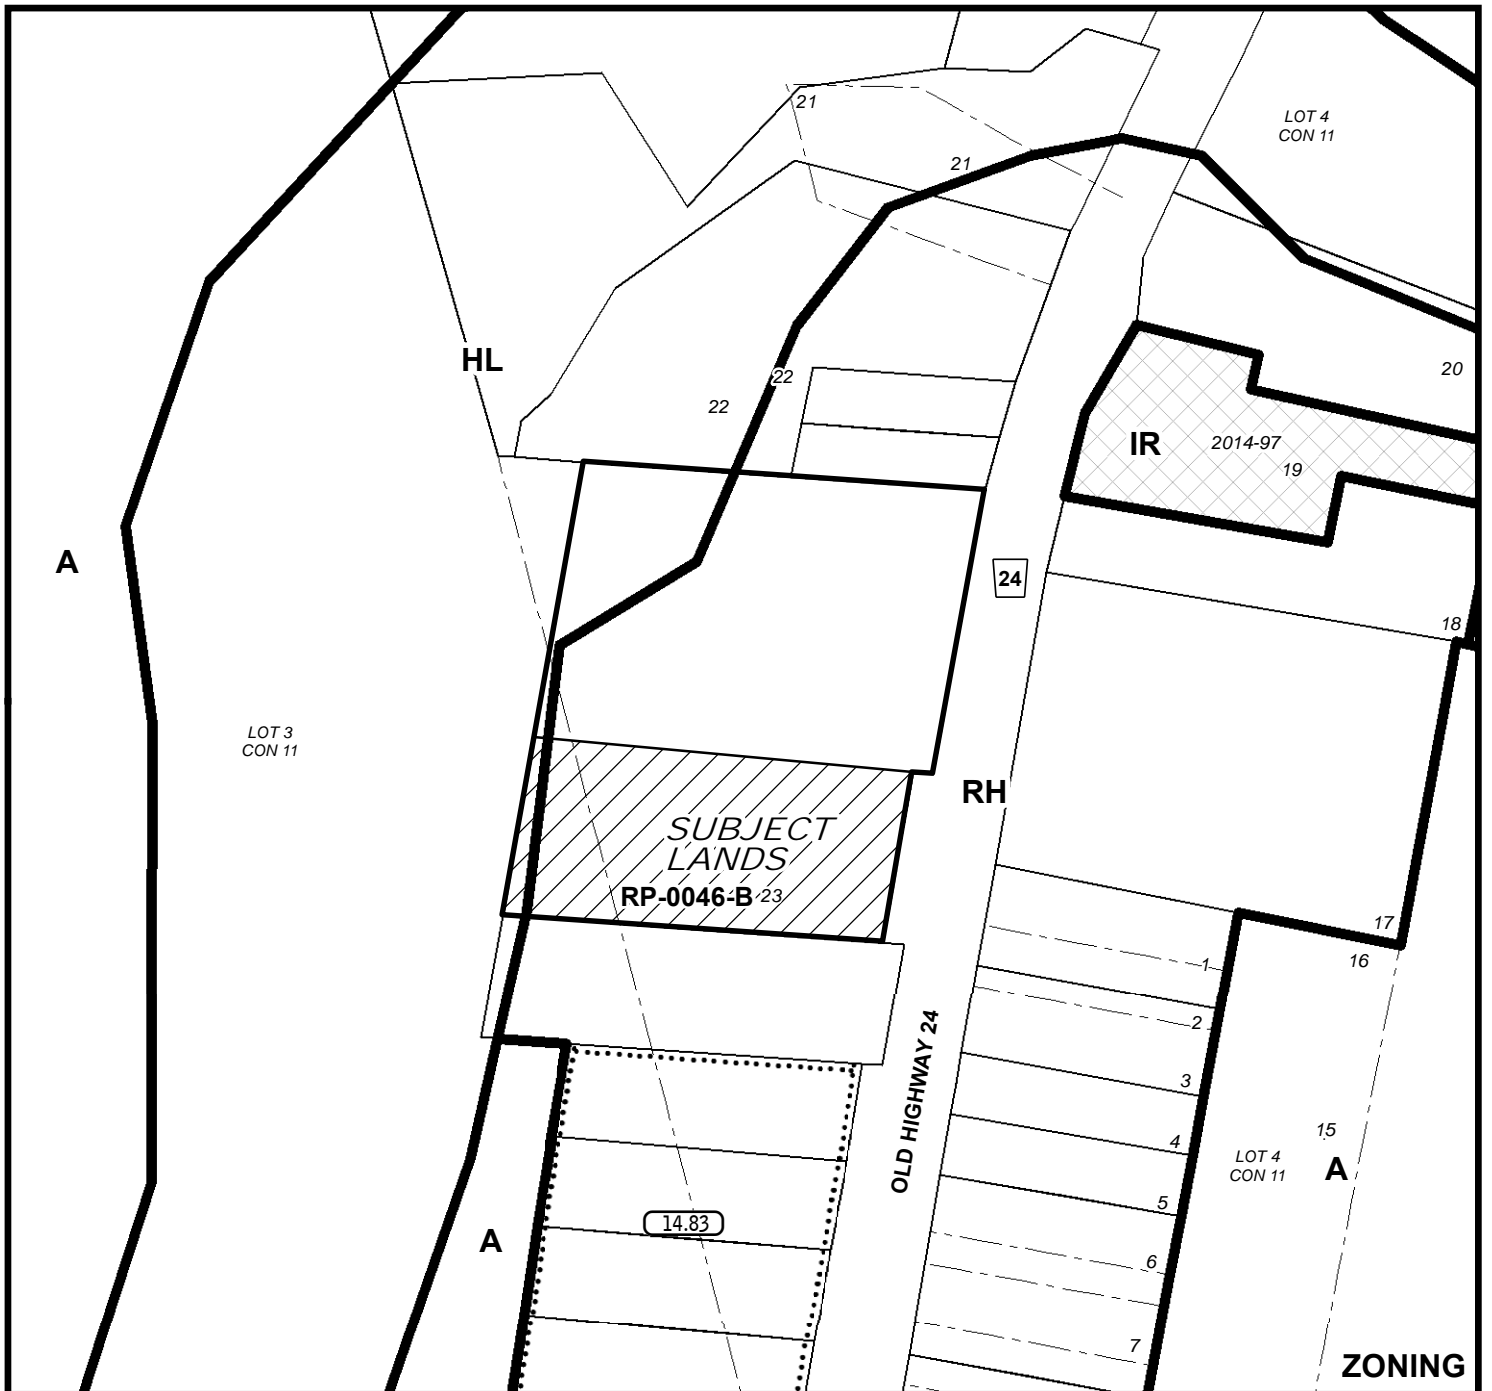 21
LOT 4
CON 11
21
HL
22
22
20
IR
2014-97
19
A
24
18
LOT 3
CON 11
RH
SUBJECT
LANDS
RP-0046-B 23
17
16
1
2
OLD HIGHWAY 24
3
4
15
LOT 4
CON 11
A
5
14.83
A
6
7
ZONING